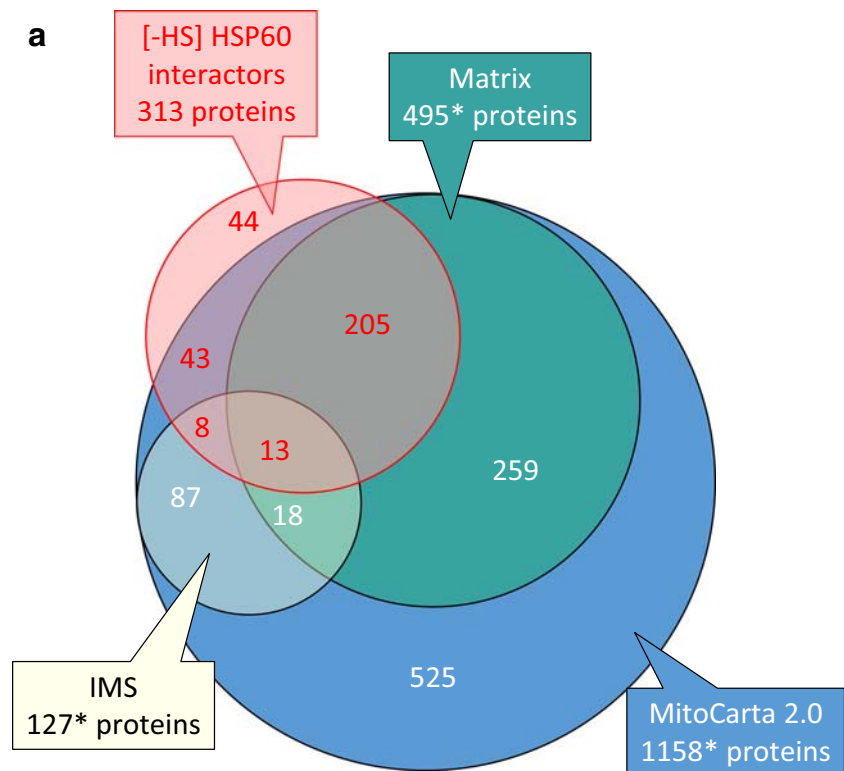 a
[-HS] HSP60
interactors
313 proteins
Matrix
495* proteins
44
205
43
8
13
259
87
18
525
IMS
127* proteins
MitoCarta 2.0
1158* proteins